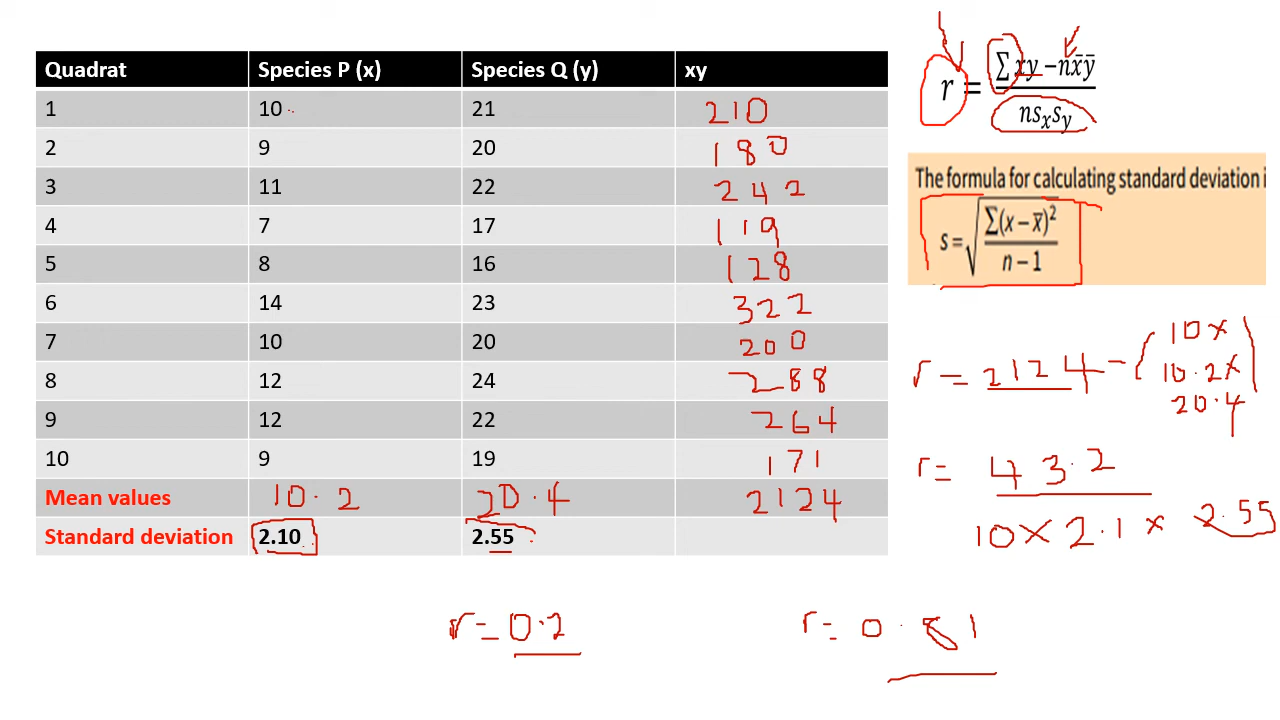 Quadrat Species P (x) Species Q (y) xy
1 10 21 210
2 9 20 180
3 11 22 242
4 7 17 119
5 8 16 128
6 14 23 322
7 10 20 200
8 12 24 288
9 12 22 264
10 9 19 171
Mean values 10.2 20.4 2124
Standard deviation 2.10 2.55
r = (∑xy − nx̄ȳ) / (nsₓsᵧ)
The formula for calculating standard deviation i
s = √(∑(x − x̄)² / (n − 1))
r = 2124 − (10 x
10.2 x
20.4
r = 43.2
10 x 2.1 x 2.55
r = 0.2
r = 0.81